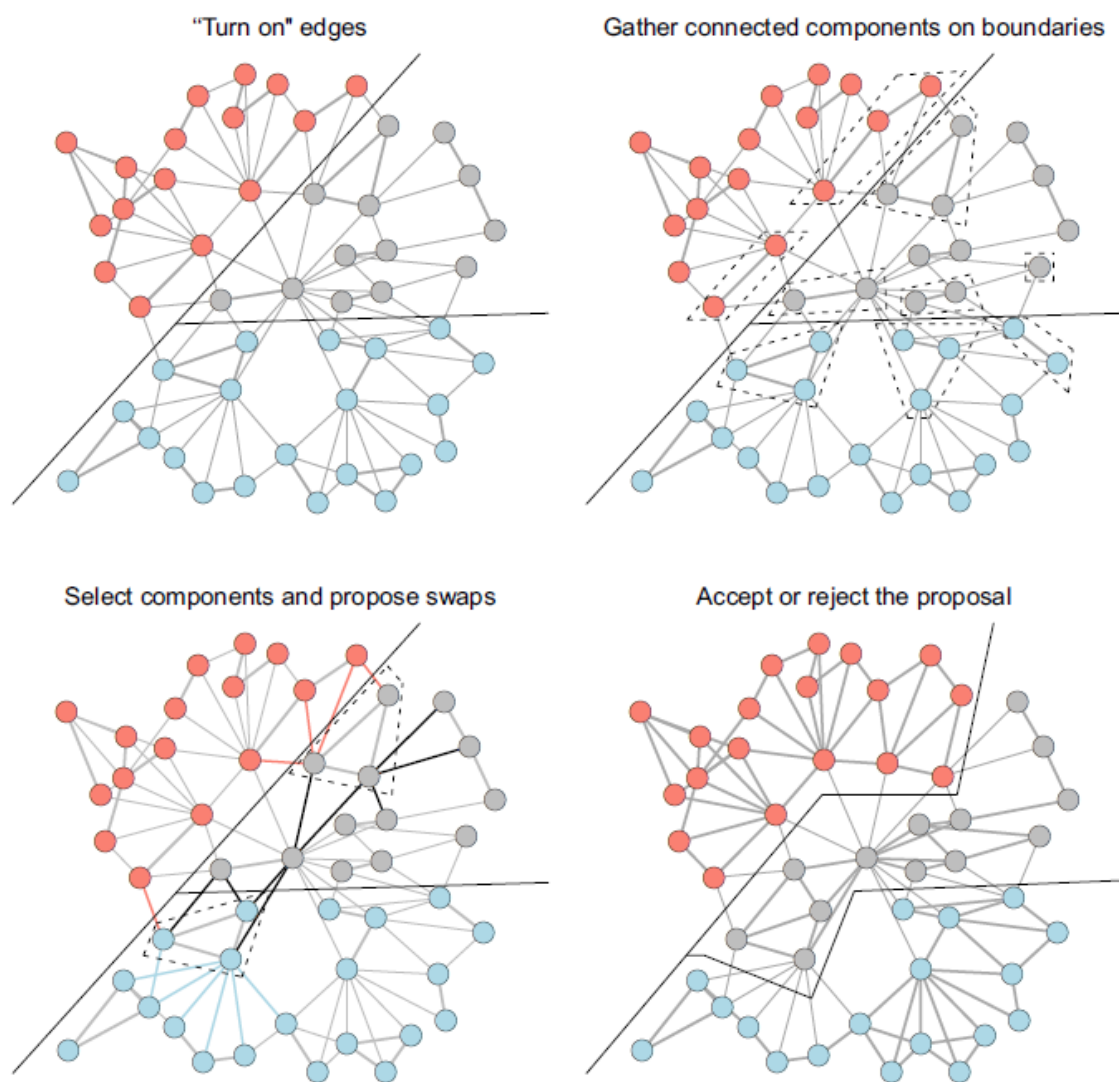 “Turn on" edges
Gather connected components on boundaries
Select components and propose swaps
Accept or reject the proposal